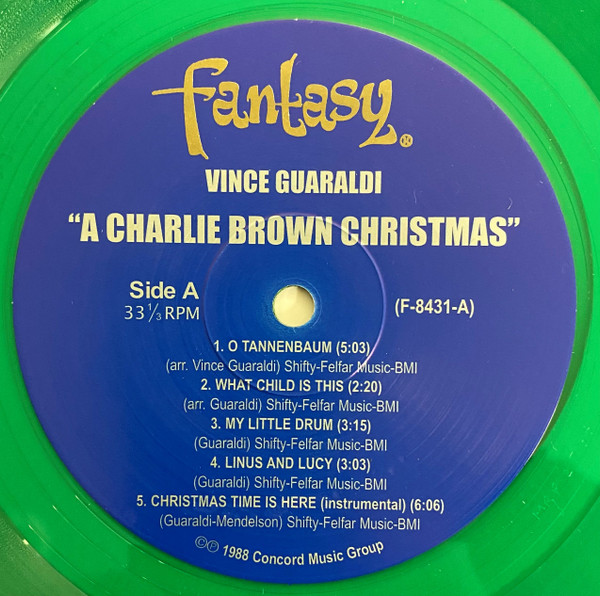 fantasy®
VINCE GUARALDI
“A CHARLIE BROWN CHRISTMAS”
Side A
33⅓ RPM
(F-8431-A)
1. O TANNENBAUM (5:03)
(arr. Vince Guaraldi) Shifty-Felfar Music-BMI
2. WHAT CHILD IS THIS (2:20)
(arr. Guaraldi) Shifty-Felfar Music-BMI
3. MY LITTLE DRUM (3:15)
(Guaraldi) Shifty-Felfar Music-BMI
4. LINUS AND LUCY (3:03)
(Guaraldi) Shifty-Felfar Music-BMI
5. CHRISTMAS TIME IS HERE (instrumental) (6:06)
(Guaraldi-Mendelson) Shifty-Felfar Music-BMI
©℗ 1988 Concord Music Group